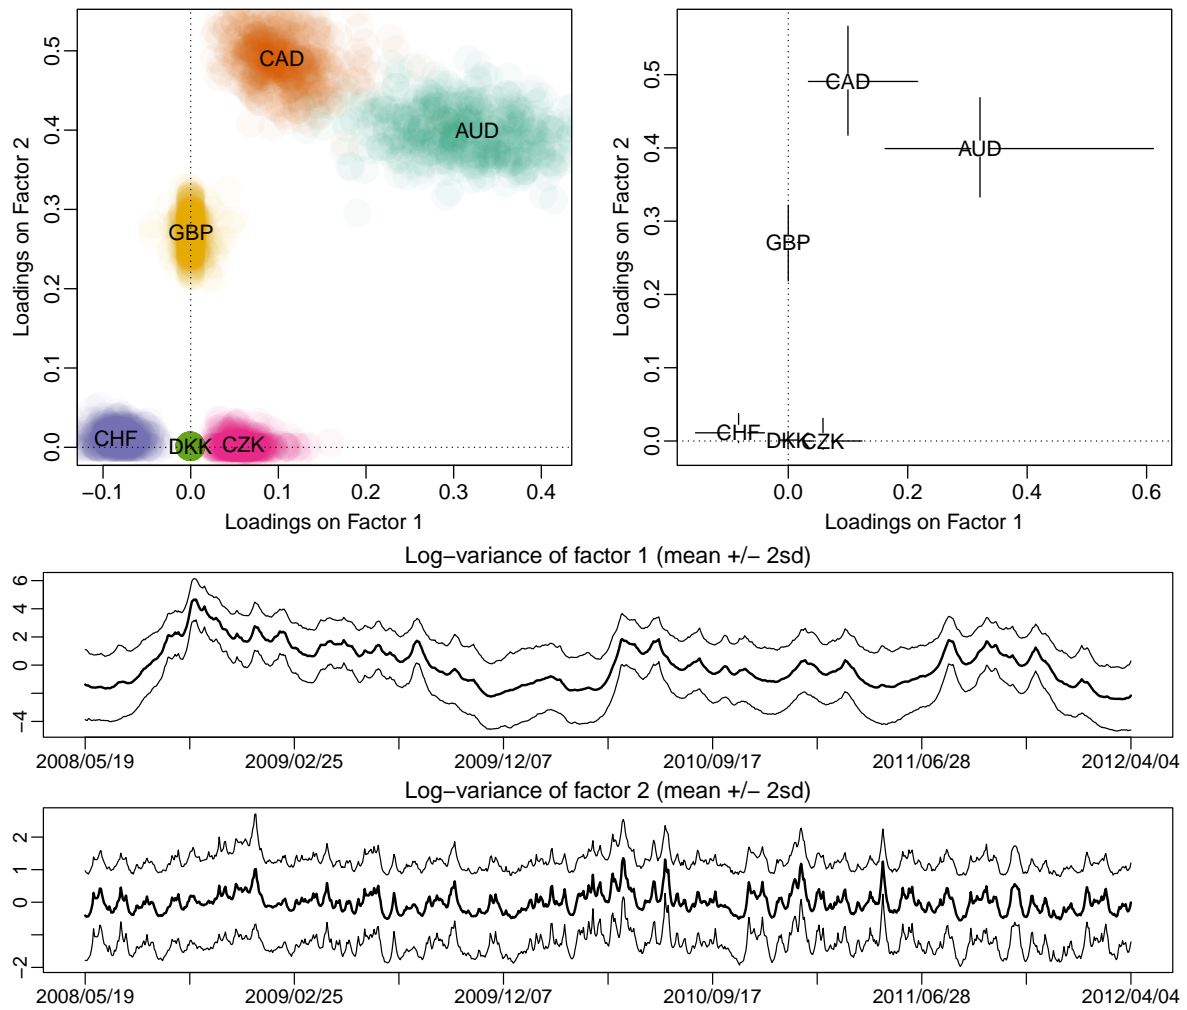 0.5
0.4
0.3
0.2
0.1
0.0
Loadings on Factor 2
CAD
AUD
GBP
CHF
DKK
CZK
−0.1 0.0 0.1 0.2 0.3 0.4
Loadings on Factor 1
0.5
0.4
0.3
0.2
0.1
0.0
Loadings on Factor 2
CAD
AUD
GBP
CHF
DKK
CZK
0.0 0.2 0.4 0.6
Loadings on Factor 1
Log−variance of factor 1 (mean +/− 2sd)
6
4
2
0
−4
2008/05/19 2009/02/25 2009/12/07 2010/09/17 2011/06/28 2012/04/04
Log−variance of factor 2 (mean +/− 2sd)
2
1
0
−2
2008/05/19 2009/02/25 2009/12/07 2010/09/17 2011/06/28 2012/04/04